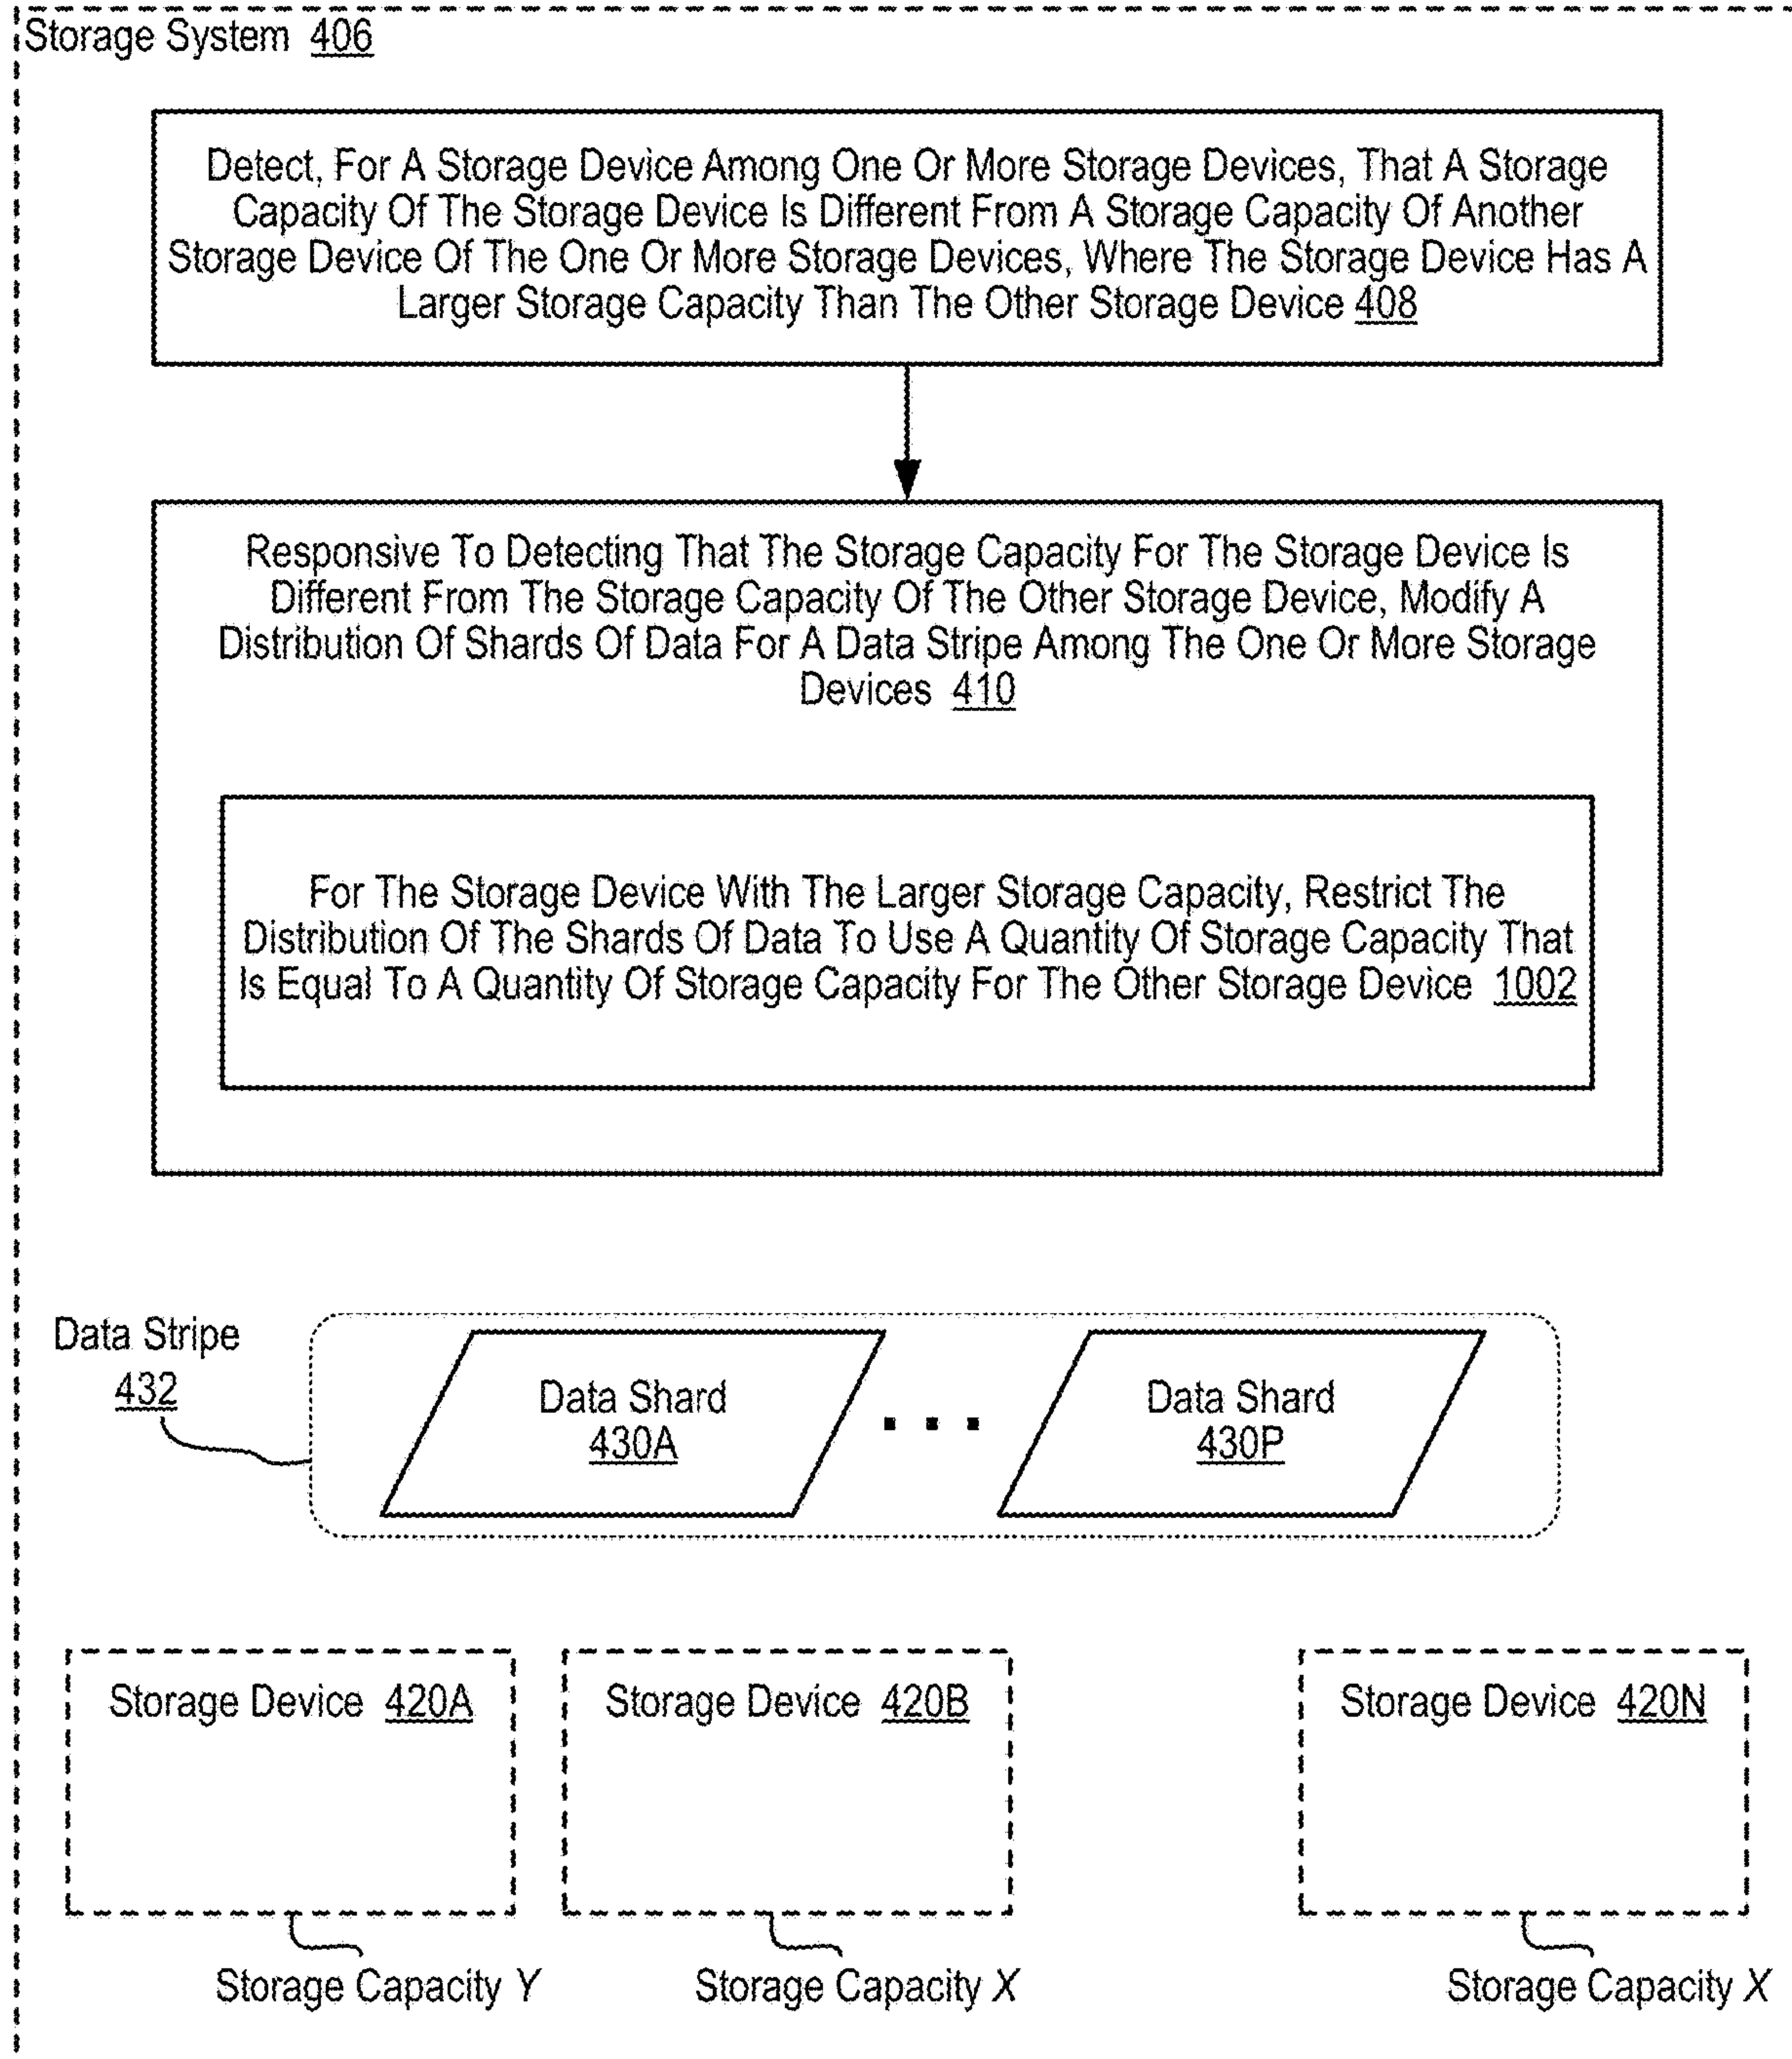 Storage System 406
Detect, For A Storage Device Among One Or More Storage Devices, That A Storage
Capacity Of The Storage Device Is Different From A Storage Capacity Of Another
Storage Device Of The One Or More Storage Devices, Where The Storage Device Has A
Larger Storage Capacity Than The Other Storage Device 408
Responsive To Detecting That The Storage Capacity For The Storage Device Is
Different From The Storage Capacity Of The Other Storage Device, Modify A
Distribution Of Shards Of Data For A Data Stripe Among The One Or More Storage
Devices 410
For The Storage Device With The Larger Storage Capacity, Restrict The
Distribution Of The Shards Of Data To Use A Quantity Of Storage Capacity That
Is Equal To A Quantity Of Storage Capacity For The Other Storage Device 1002
Data Stripe
432
Data Shard
430A
Data Shard
430P
Storage Device 420A
Storage Device 420B
Storage Device 420N
Storage Capacity Y
Storage Capacity X
Storage Capacity X